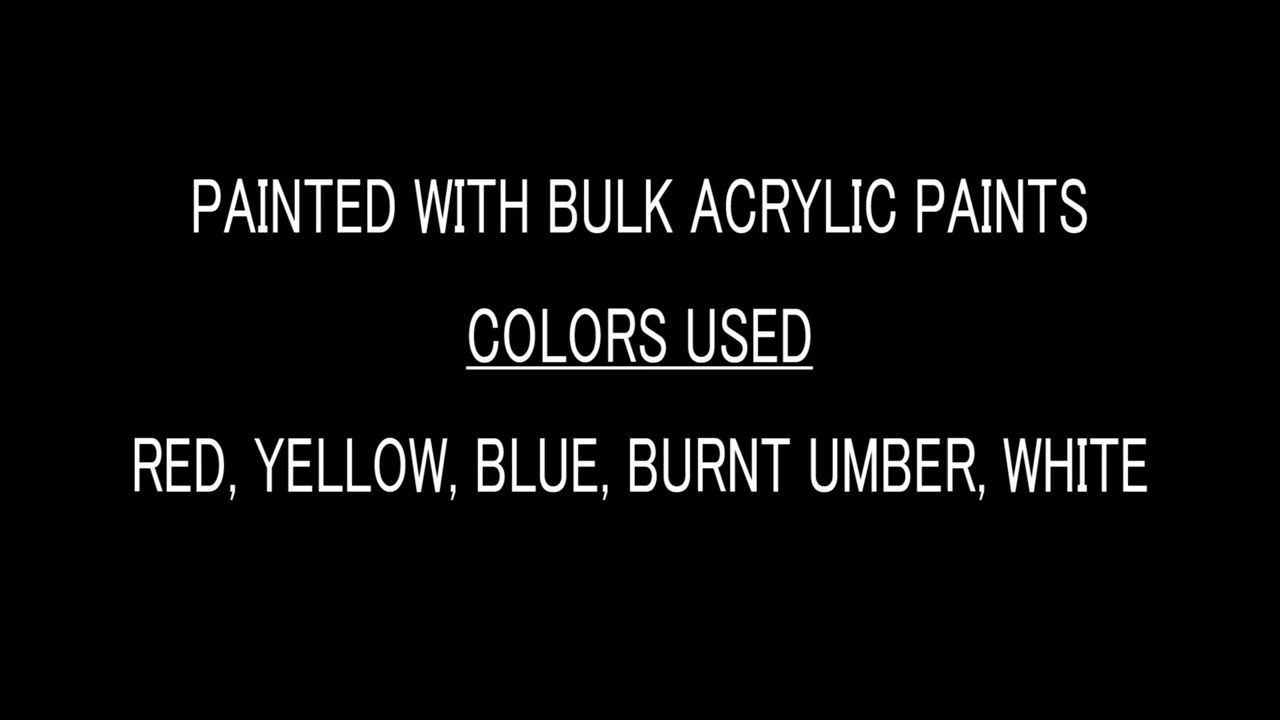 PAINTED WITH BULK ACRYLIC PAINTS
COLORS USED
RED, YELLOW, BLUE, BURNT UMBER, WHITE